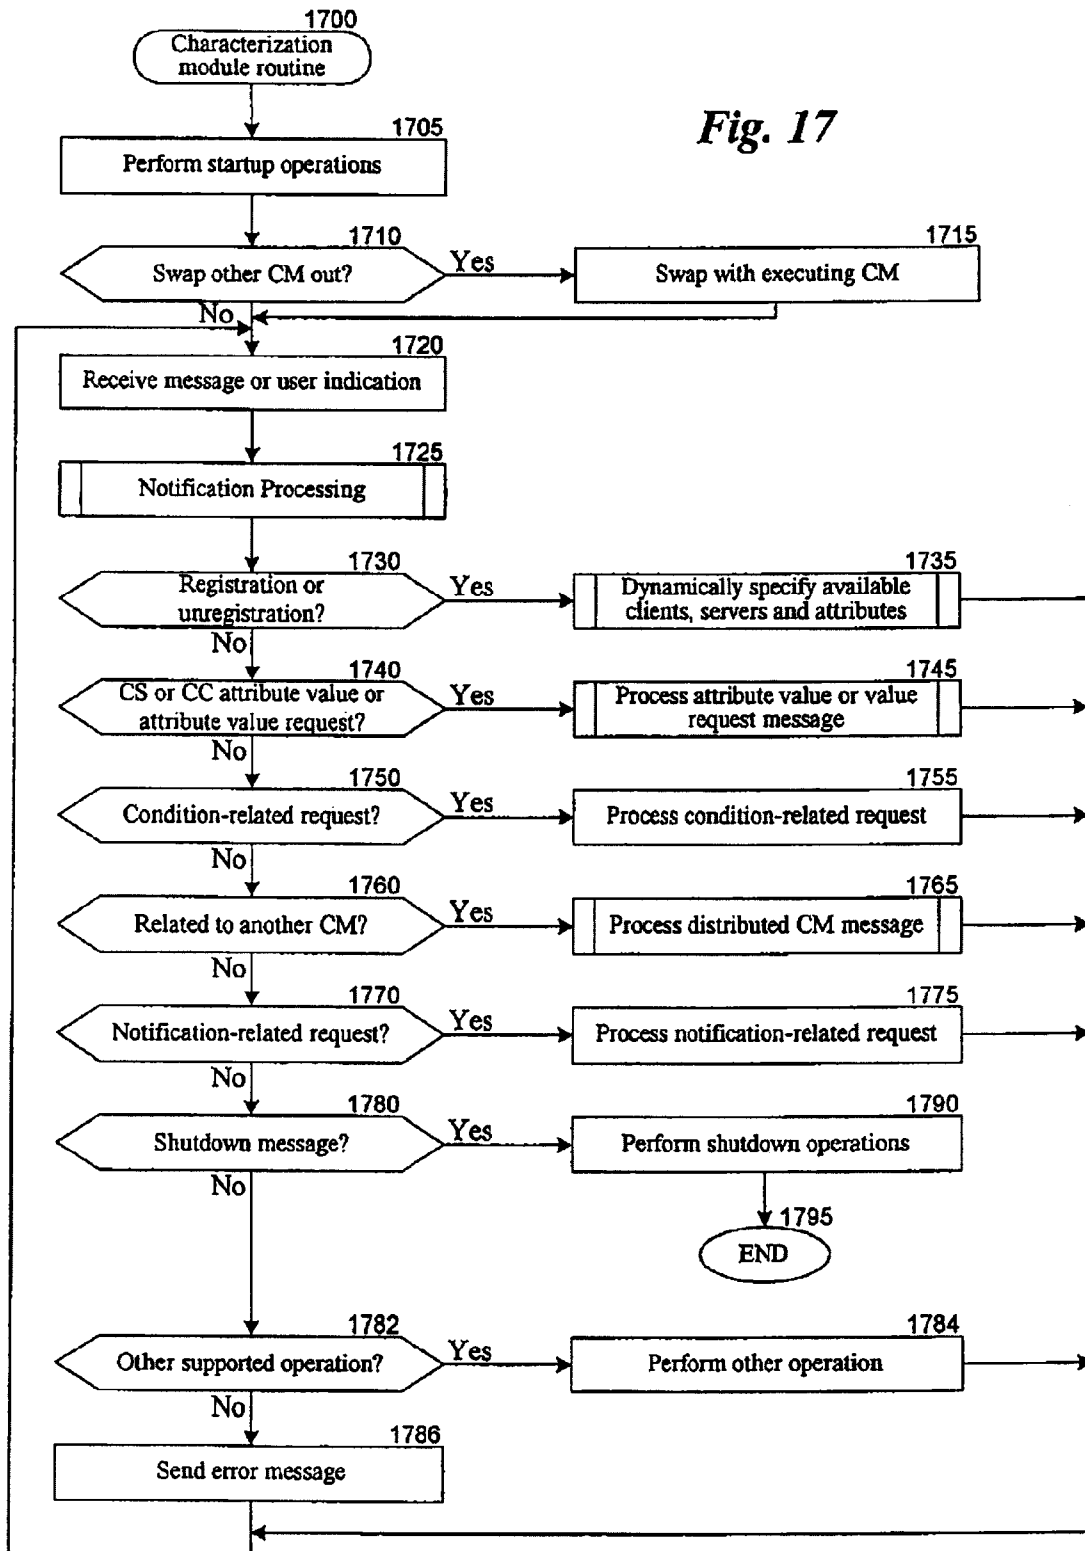 1700
Characterization
module routine
Fig. 17
1705
Perform startup operations
1710
Swap other CM out?
Yes
1715
Swap with executing CM
No
1720
Receive message or user indication
1725
Notification Processing
1730
Registration or
unregistration?
Yes
1735
Dynamically specify available
clients, servers and attributes
No
1740
CS or CC attribute value or
attribute value request?
Yes
1745
Process attribute value or value
request message
No
1750
Condition-related request?
Yes
1755
Process condition-related request
No
1760
Related to another CM?
Yes
1765
Process distributed CM message
No
1770
Notification-related request?
Yes
1775
Process notification-related request
No
1780
Shutdown message?
Yes
1790
Perform shutdown operations
No
1795
END
1782
Other supported operation?
Yes
1784
Perform other operation
No
1786
Send error message